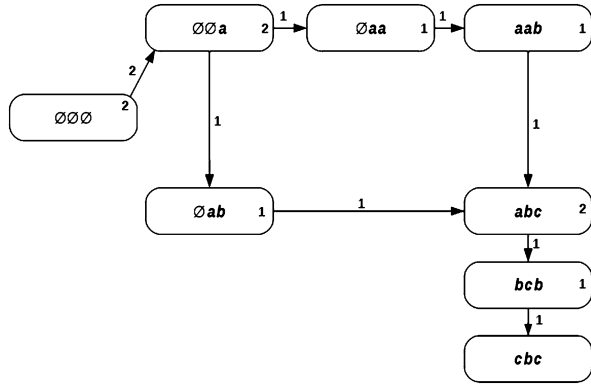 ∅∅a 2 1 ∅aa 1 1 aab 1
2
∅∅∅ 2
1 1
∅ab 1 1 abc 2
1
bcb 1
1
cbc